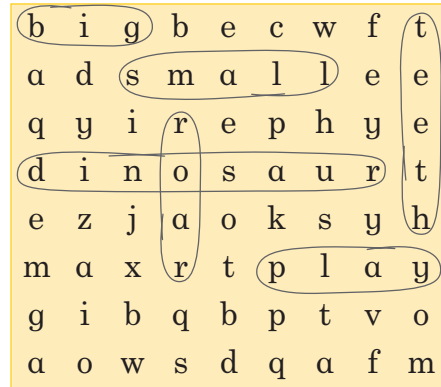 b i g b e c w f t
a d s m a l l e e
q y i r e p h y e
d i n o s a u r t
e z j a o k s y h
m a x r t p l a y
g i b q b p t v o
a o w s d q a f m